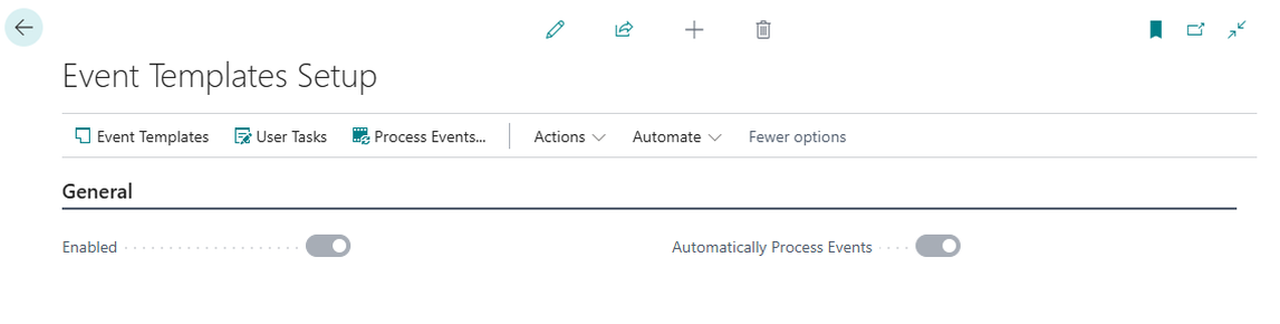 Event Templates Setup
Event Templates User Tasks Process Events... Actions Automate Fewer options
General
Enabled Automatically Process Events